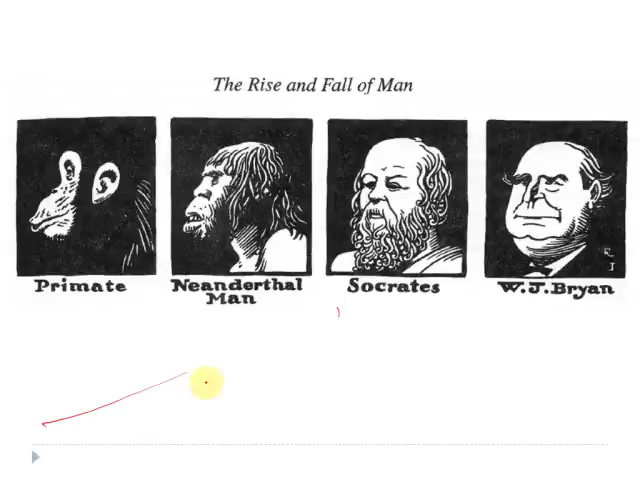 The Rise and Fall of Man
Primate
Neanderthal
Man
Socrates
W.J.Bryan
R
J